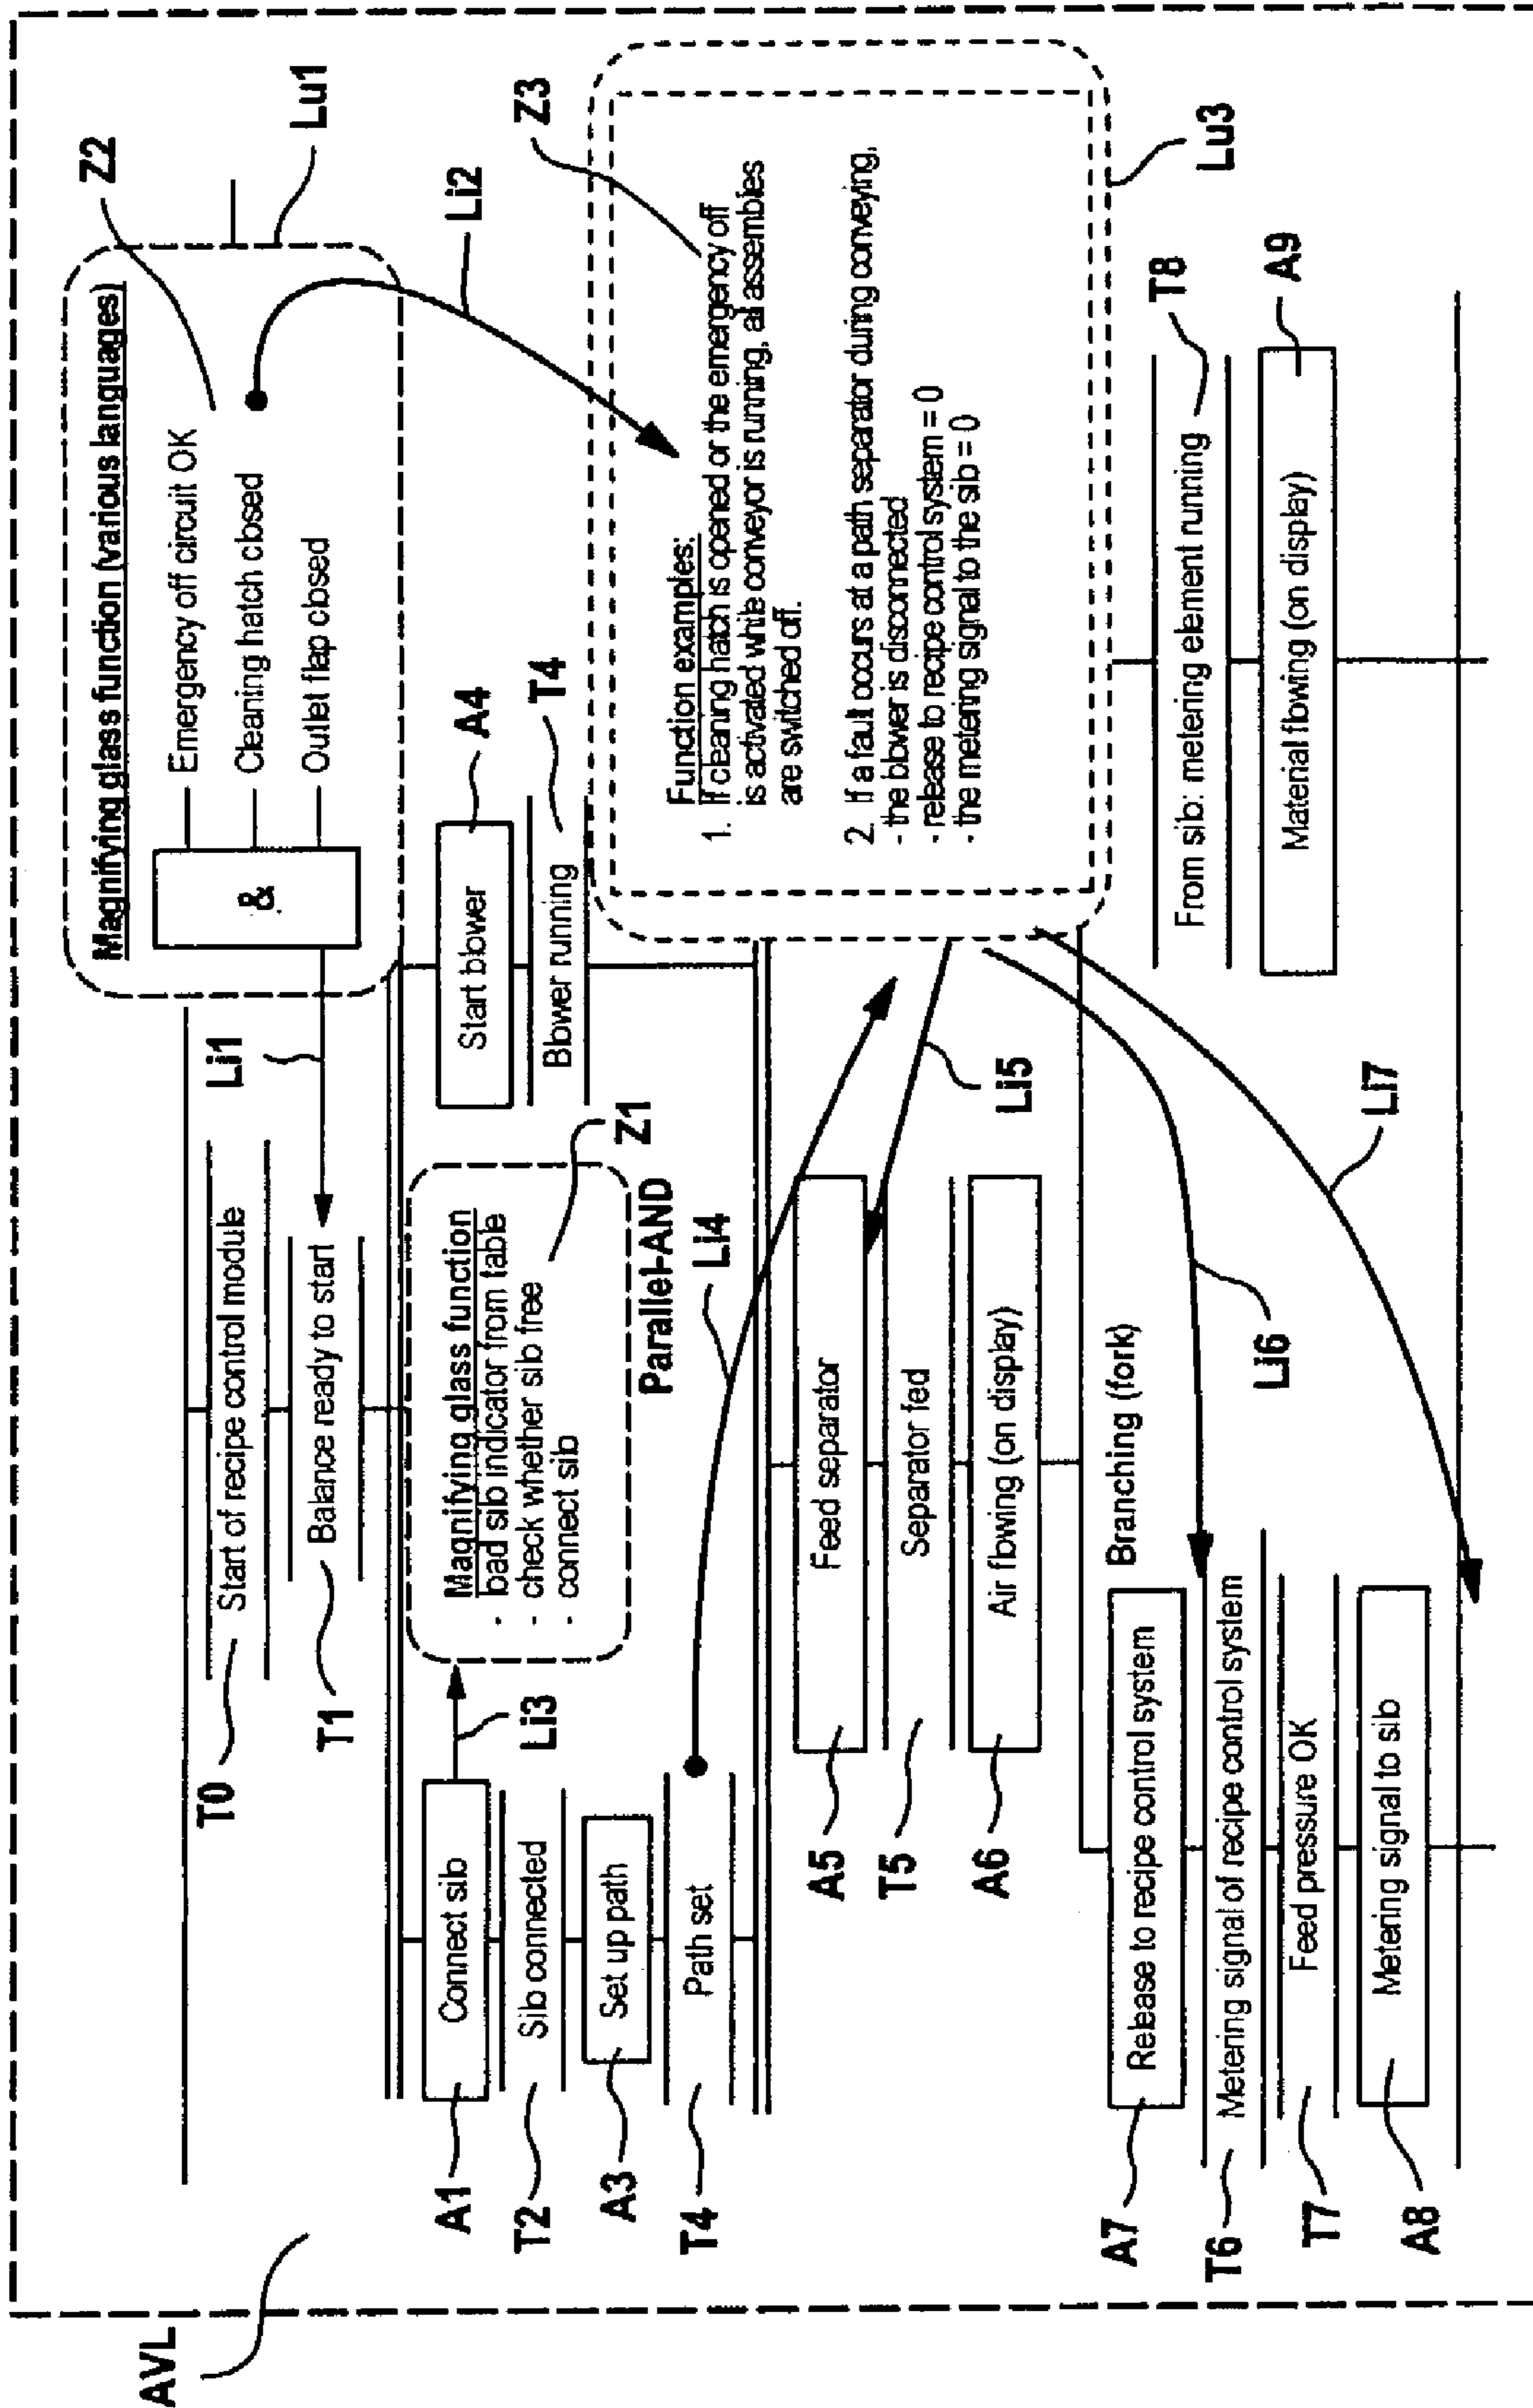 AVL
Magnifying glass function (various languages)
Z2
Emergency off circuit OK
Cleaning hatch closed
Outlet flap closed
&
Lu1
Li1
Li2
T0
Start of recipe control module
T1
Balance ready to start
A1
Connect silo
T2
Silo connected
A3
Set up path
T4
Path set
Li3
Magnifying glass function
- load silo indicator from table
- check whether silo free
- connect silo
Z1
Parallel-AND
A4
Start blower
T4
Blower running
Li4
Z3
Function examples:
1. If cleaning hatch is opened or the emergency off
is activated while conveyor is running, all assemblies
are switched off.
2. If a fault occurs at a path separator during conveying,
- the blower is disconnected
- release to recipe control system = 0
- the metering signal to the silo = 0
Lu3
A5
Feed separator
T5
Separator fed
A6
Air flowing (on display)
Li5
Branching (fork)
Li6
Li7
A7
Release to recipe control system
T6
Metering signal of recipe control system
T7
Feed pressure OK
A8
Metering signal to silo
T8
From silo: metering element running
A9
Material flowing (on display)